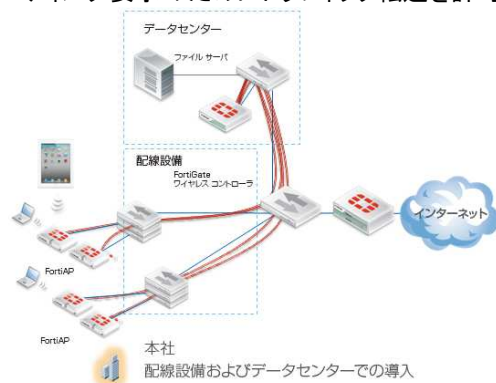 データセンター
ファイル サーバ
配線設備
FortiGate
ワイヤレス コントローラ
インターネット
FortiAP
FortiAP
本社
配線設備およびデータセンターでの導入